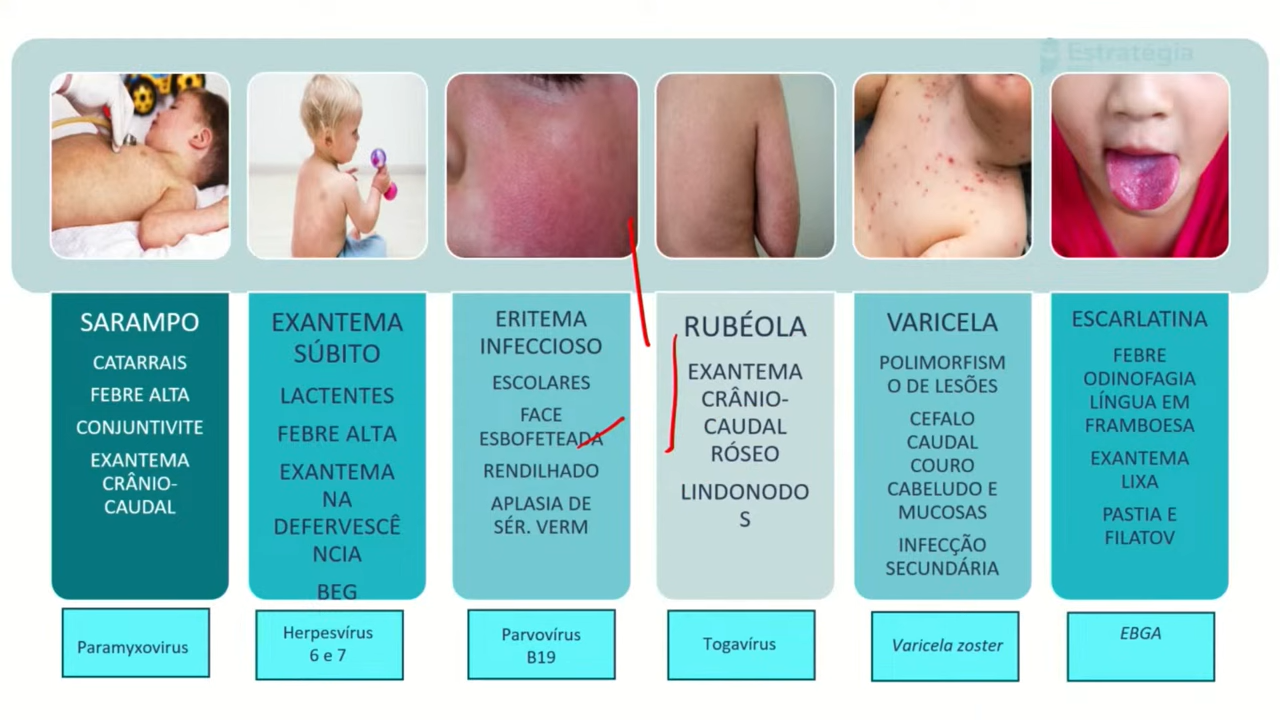 Estratégia
SARAMPO
CATARRAIS
FEBRE ALTA
CONJUNTIVITE
EXANTEMA
CRÂNIO-
CAUDAL
Paramyxovirus
EXANTEMA
SÚBITO
LACTENTES
FEBRE ALTA
EXANTEMA
NA
DEFERVESCÊ
NCIA
BEG
Herpesvírus
6 e 7
ERITEMA
INFECCIOSO
ESCOLARES
FACE
ESBOFETEADA
RENDILHADO
APLASIA DE
SÉR. VERM
Parvovírus
B19
RUBÉOLA
EXANTEMA
CRÂNIO-
CAUDAL
RÓSEO
LINDONODO
S
Togavírus
VARICELA
POLIMORFISM
O DE LESÕES
CEFALO
CAUDAL
COURO
CABELUDO E
MUCOSAS
INFECÇÃO
SECUNDÁRIA
Varicela zoster
ESCARLATINA
FEBRE
ODINOFAGIA
LÍNGUA EM
FRAMBOESA
EXANTEMA
LIXA
PASTIA E
FILATOV
EBGA